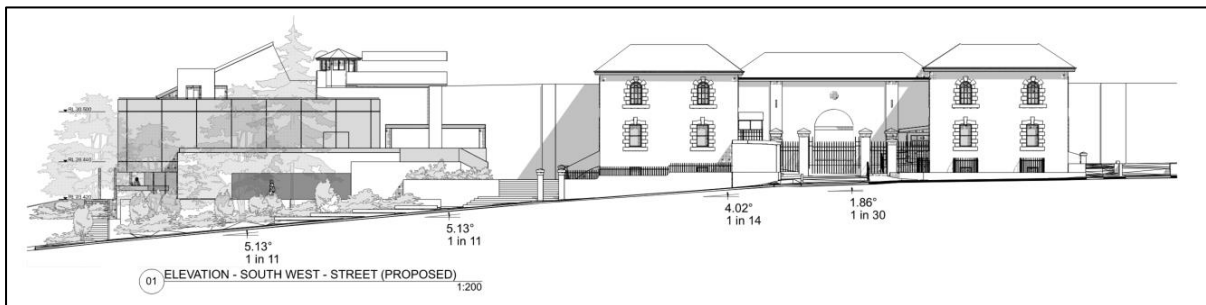 5.13°
1 in 11
5.13°
1 in 11
4.02°
1 in 14
1.86°
1 in 30
01 ELEVATION - SOUTH WEST - STREET (PROPOSED)
1:200